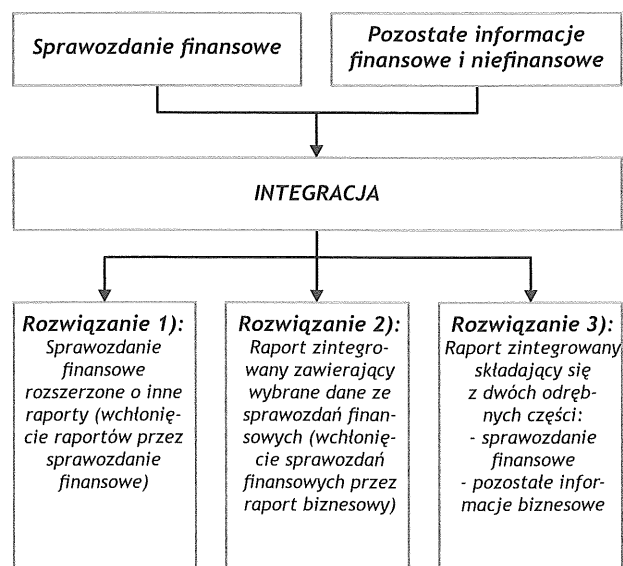 Sprawozdanie finansowe
Pozostałe informacje
finansowe i niefinansowe
INTEGRACJA
Rozwiązanie 1):
Sprawozdanie
finansowe
rozszerzone o inne
raporty (wchłonię-
cie raportów przez
sprawozdanie
finansowe)
Rozwiązanie 2):
Raport zintegro-
wany zawierający
wybrane dane ze
sprawozdań finan-
sowych (wchłonię-
cie sprawozdań
finansowych przez
raport biznesowy)
Rozwiązanie 3):
Raport zintegrowany
składający się
z dwóch odręb-
nych części:
- sprawozdanie
finansowe
- pozostałe infor-
macje biznesowe